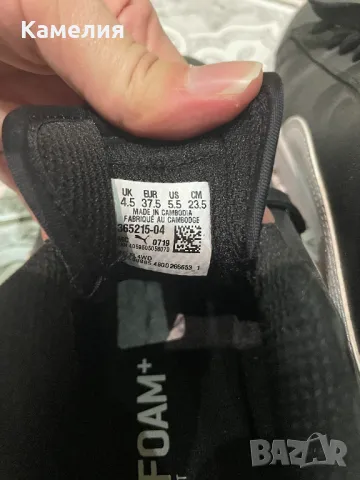 Камелия
UK EUR US CM
4.5 37.5 5.5 23.5
MADE IN CAMBODIA
FABRIQUÉ AU CAMBODGE
365215-04
0719
FOAM+
BAZAR